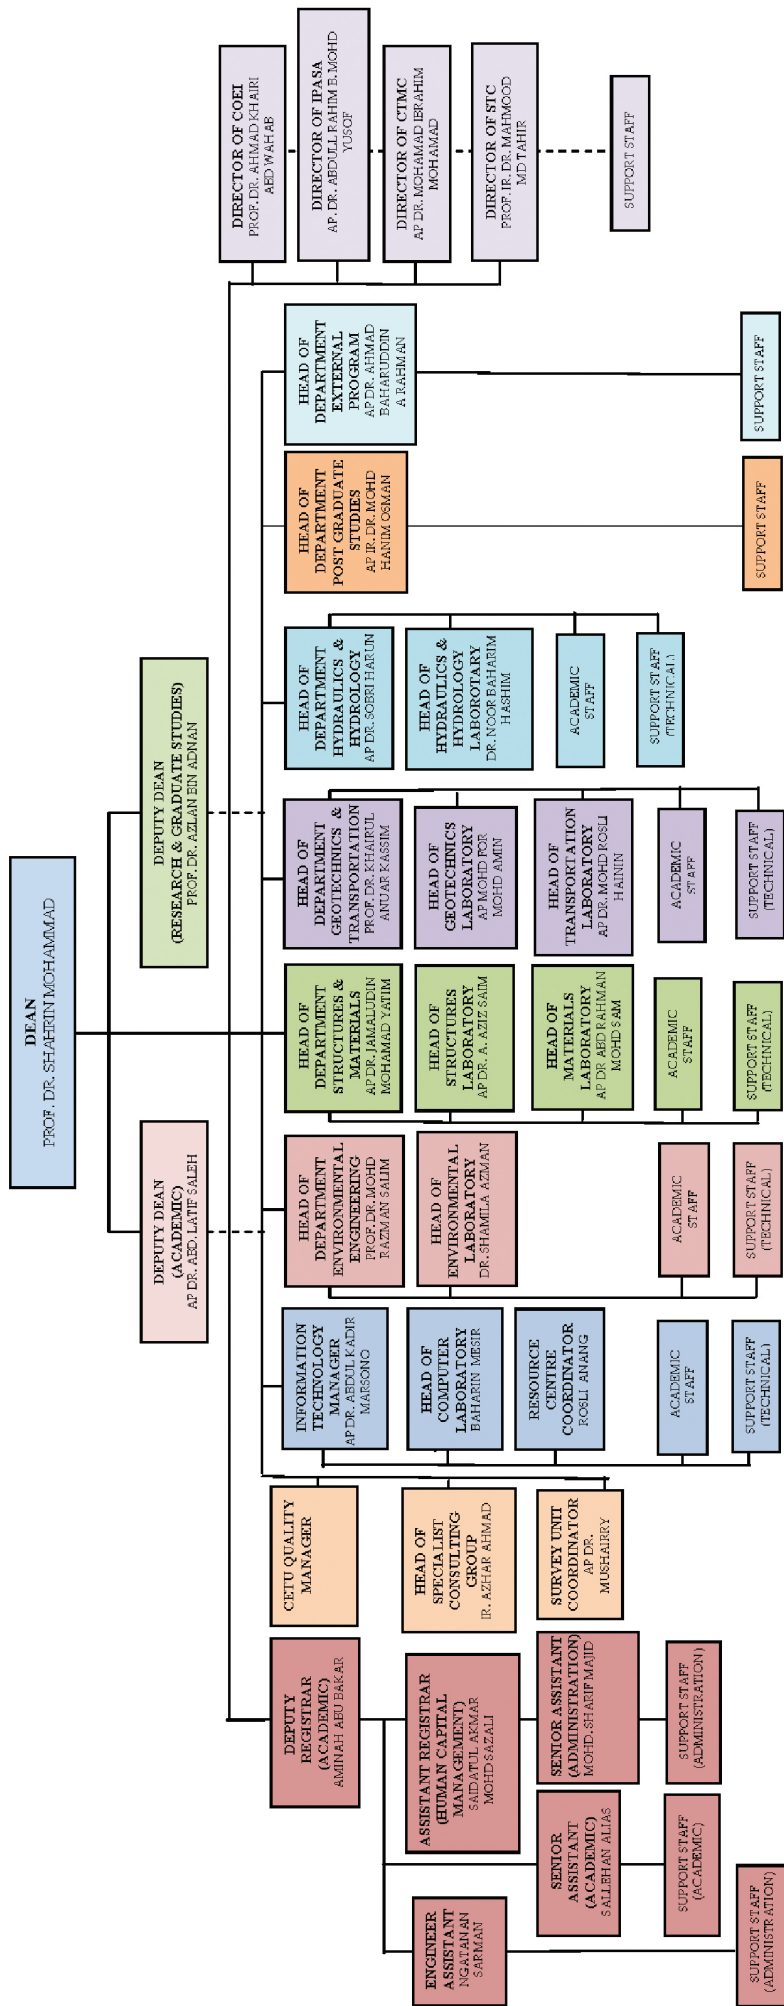 DEAN
PROF. DR. SHAHRIN MOHAMMAD
DEPUTY DEAN
(ACADEMIC)
AP DR. ABD. LATIF SALEH
DEPUTY DEAN
(RESEARCH & GRADUATE STUDIES)
PROF. DR. AZLAN BIN ADNAN
DEPUTY
REGISTRAR
(ACADEMIC)
AMINAH ABU BAKAR
ENGINEER
ASSISTANT
NGATANAN
SARMAN
SUPPORT STAFF
(ADMINISTRATION)
ASSISTANT REGISTRAR
(HUMAN CAPITAL
MANAGEMENT)
SAIDATUL AKMAR
MOHD SAZALI
SENIOR
ASSISTANT
(ACADEMIC)
SALLEHAN ALIAS
SUPPORT STAFF
(ACADEMIC)
SENIOR ASSISTANT
(ADMINISTRATION)
MOHD. SHARIF MAJID
SUPPORT STAFF
(ADMINISTRATION)
CETU QUALITY
MANAGER
HEAD OF
SPECIALIST
CONSULTING
GROUP
IR. AZHAR AHMAD
SURVEY UNIT
COORDINATOR
AP DR.
MUSHAIRRY
INFORMATION
TECHNOLOGY
MANAGER
AP DR. ABDUL KADIR
MARSONO
HEAD OF
COMPUTER
LABORATORY
BAHARIN MESIR
RESOURCE
CENTRE
COORDINATOR
ROSLI ANANG
ACADEMIC
STAFF
SUPPORT STAFF
(TECHNICAL)
HEAD OF
DEPARTMENT
ENVIRONMENTAL
ENGINEERING
PROF. DR. MOHD
RAZMAN SALIM
HEAD OF
ENVIRONMENTAL
LABORATORY
DR. SHAMILA AZMAN
ACADEMIC
STAFF
SUPPORT STAFF
(TECHNICAL)
HEAD OF
DEPARTMENT
STRUCTURES &
MATERIALS
AP DR. JAMALUDIN
MOHAMAD YATIM
HEAD OF
STRUCTURES
LABORATORY
AP DR. A. AZIZ SAIM
HEAD OF
MATERIALS
LABORATORY
AP DR ABD RAHMAN
MOHD SAM
ACADEMIC
STAFF
SUPPORT STAFF
(TECHNICAL)
HEAD OF
DEPARTMENT
GEOTECHNICS &
TRANSPORTATION
PROF. DR. KHAIRUL
ANUAR KASSIM
HEAD OF
GEOTECHNICS
LABORATORY
AP MOHD FOR
MOHD AMIN
HEAD OF
TRANSPORTATION
LABORATORY
AP DR. MOHD ROSLI
HAININ
ACADEMIC
STAFF
SUPPORT STAFF
(TECHNICAL)
HEAD OF
DEPARTMENT
HYDRAULICS &
HYDROLOGY
AP DR. SOBRI HARUN
HEAD OF
HYDRAULICS &
HYDROLOGY
LABOROTARY
DR. NOOR BAHARIM
HASHIM
ACADEMIC
STAFF
SUPPORT STAFF
(TECHNICAL)
HEAD OF
DEPARTMENT
POST GRADUATE
STUDIES
AP IR. DR. MOHD
HANIM OSMAN
SUPPORT STAFF
HEAD OF
DEPARTMENT
EXTERNAL
PROGRAM
AP DR. AHMAD
BAHARUDDIN
A RAHMAN
SUPPORT STAFF
DIRECTOR OF COEI
PROF. DR. AHMAD KHAIRI
ABD WAHAB
DIRECTOR OF IPASA
AP. DR. ABDULL RAHIM B. MOHD
YUSOF
DIRECTOR OF CTMC
AP DR. MOHAMAD IBRAHIM
MOHAMAD
DIRECTOR OF STC
PROF. IR. DR. MAHMOOD
MD TAHIR
SUPPORT STAFF